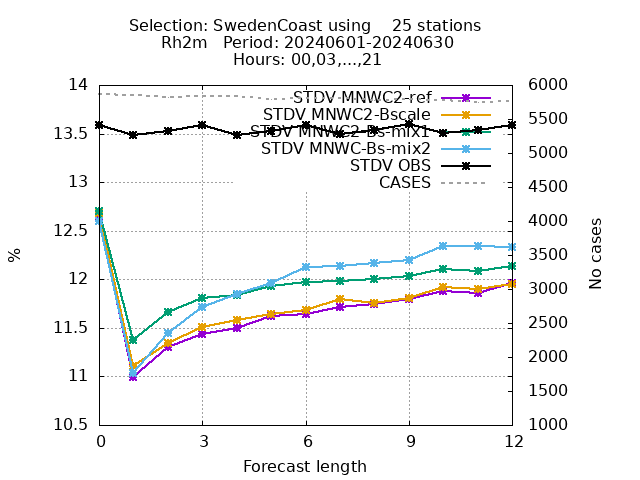 Selection: SwedenCoast using    25 stations
Rh2m   Period: 20240601-20240630
Hours: 00,03,...,21
STDV MNWC2-ref
STDV MNWC2-Bscale
STDV MNWC2-Bs-mix1
STDV MNWC-Bs-mix2
STDV OBS
CASES
%
14
13.5
13
12.5
12
11.5
11
10.5
No cases
6000
5500
5000
4500
4000
3500
3000
2500
2000
1500
1000
0 3 6 9 12
Forecast length